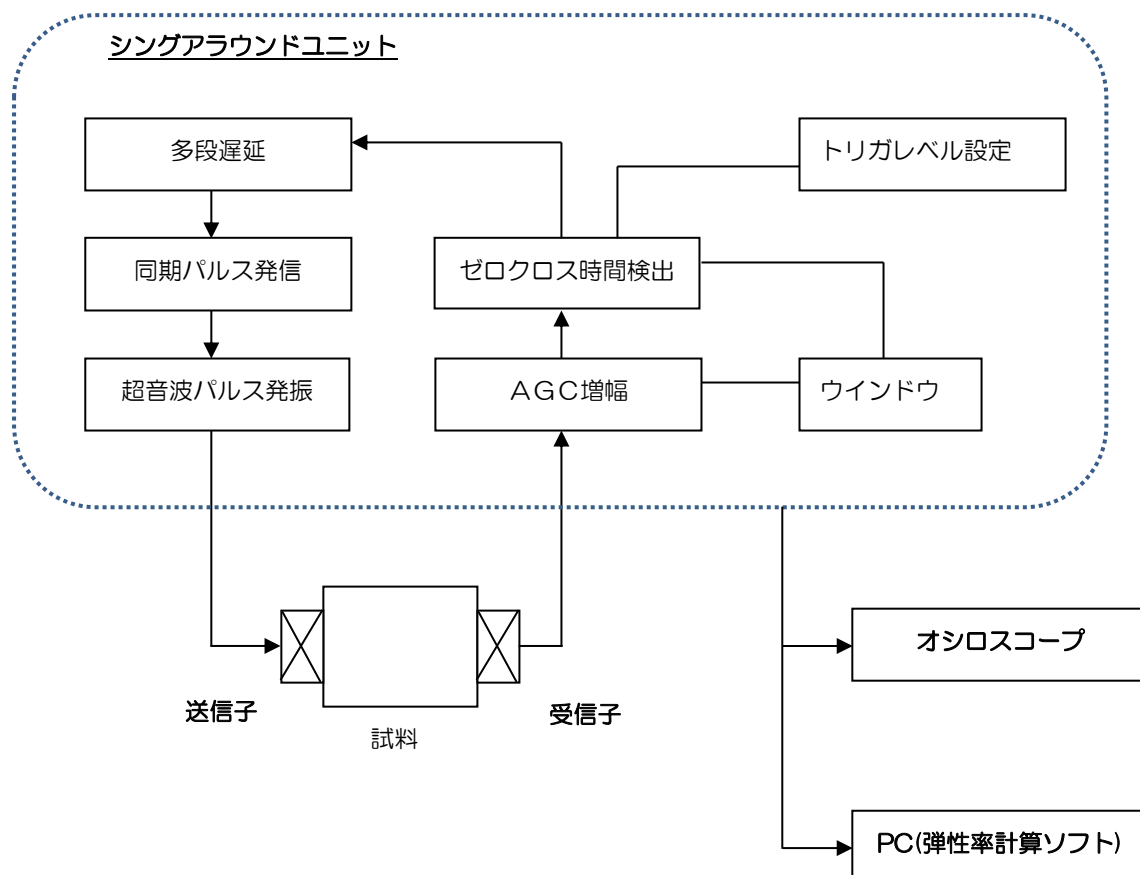 シングアラウンドユニット
多段遅延
トリガレベル設定
同期パルス発信
ゼロクロス時間検出
超音波パルス発振
ＡＧＣ増幅
ウインドウ
オシロスコープ
送信子
受信子
試料
PC(弾性率計算ソフト)